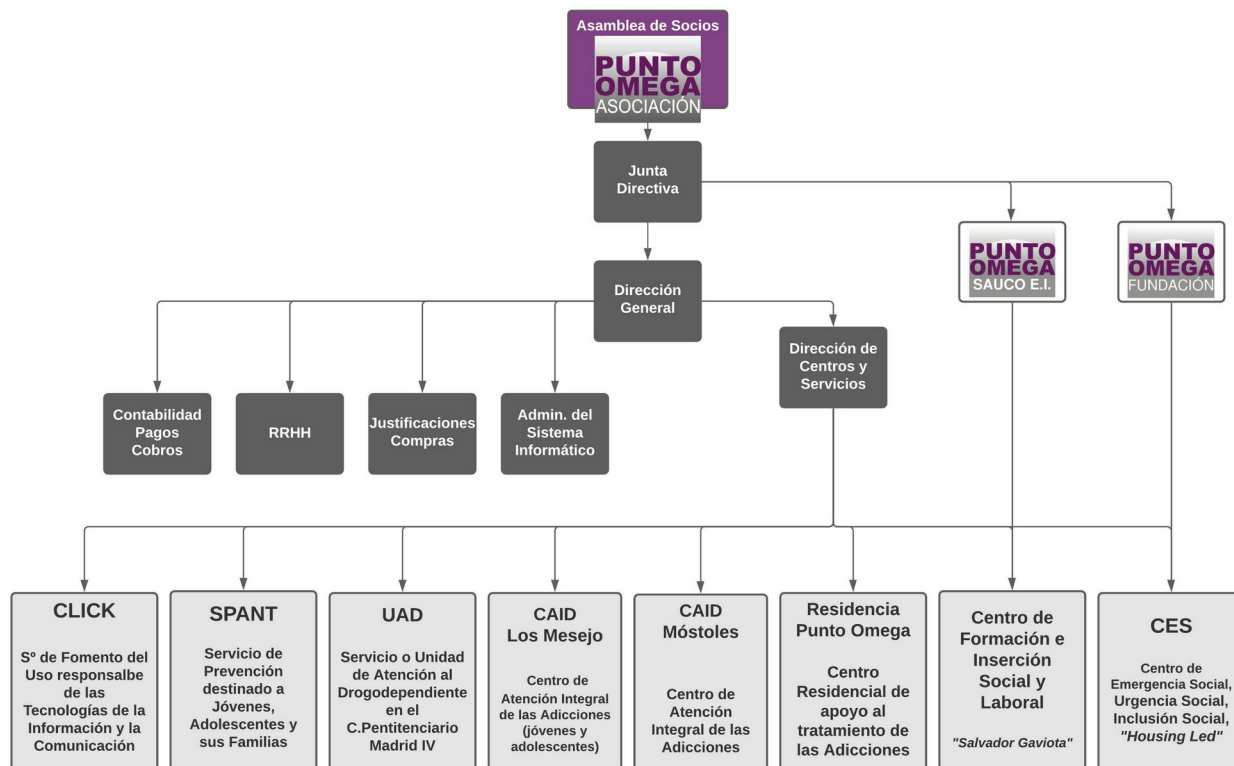 Asamblea de Socios
PUNTO
OMEGA
ASOCIACIÓN
Junta
Directiva
PUNTO
OMEGA
SAUCO E.I.
PUNTO
OMEGA
FUNDACIÓN
Dirección
General
Dirección de
Centros y
Servicios
Contabilidad
Pagos
Cobros
RRHH
Justificaciones
Compras
Admin. del
Sistema
Informático
CLICK
Sº de Fomento del
Uso responsalbe
de las
Tecnologías de la
Información y la
Comunicación
SPANT
Servicio de
Prevención
destinado a
Jóvenes,
Adolescentes y
sus Familias
UAD
Servicio o Unidad
de Atención al
Drogodependiente
en el
C.Pentitenciario
Madrid IV
CAID
Los Mesejo
Centro de
Atención Integral
de las Adicciones
(jóvenes y
adolescentes)
CAID
Móstoles
Centro de
Atención
Integral de las
Adicciones
Residencia
Punto Omega
Centro
Residencial de
apoyo al
tratamiento de
las Adicciones
Centro de
Formación e
Inserción
Social y
Laboral
"Salvador Gaviota"
CES
Centro de
Emergencia Social,
Urgencia Social,
Inclusión Social,
"Housing Led"